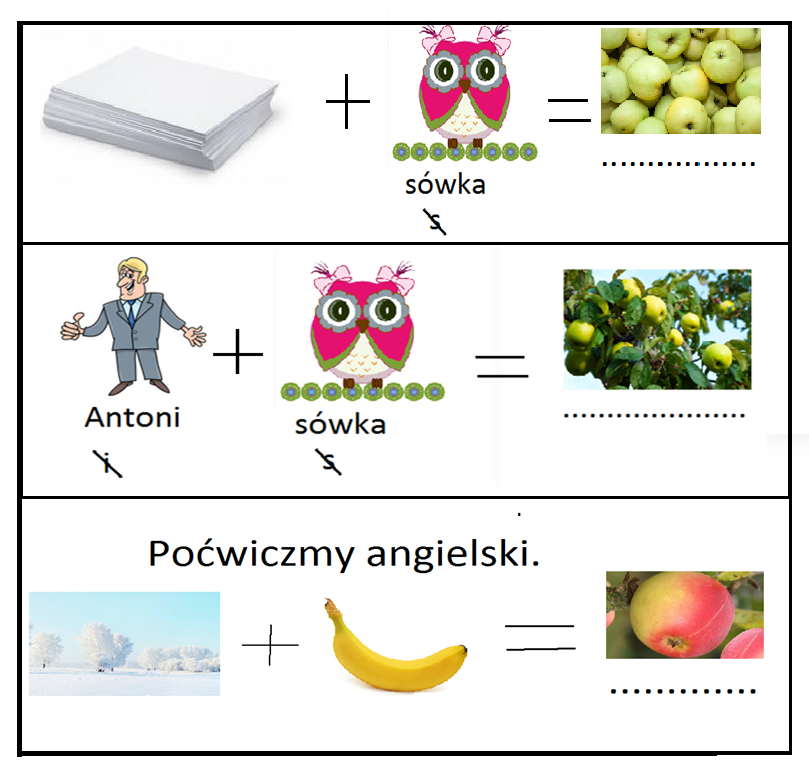 sówka
s
.................
Antoni
sówka
i
s
.....................
Poćwiczmy angielski.
.............